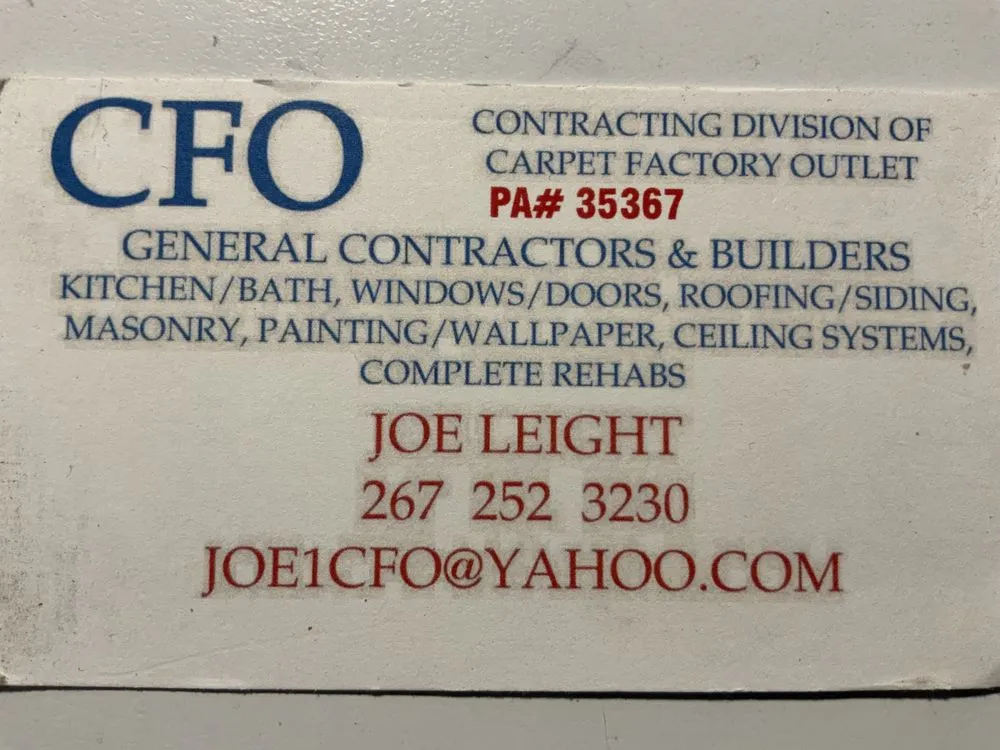 CFO
CONTRACTING DIVISION OF
CARPET FACTORY OUTLET
PA# 35367
GENERAL CONTRACTORS & BUILDERS
KITCHEN/BATH, WINDOWS/DOORS, ROOFING/SIDING,
MASONRY, PAINTING/WALLPAPER, CEILING SYSTEMS,
COMPLETE REHABS
JOE LEIGHT
267 252 3230
JOE1CFO@YAHOO.COM